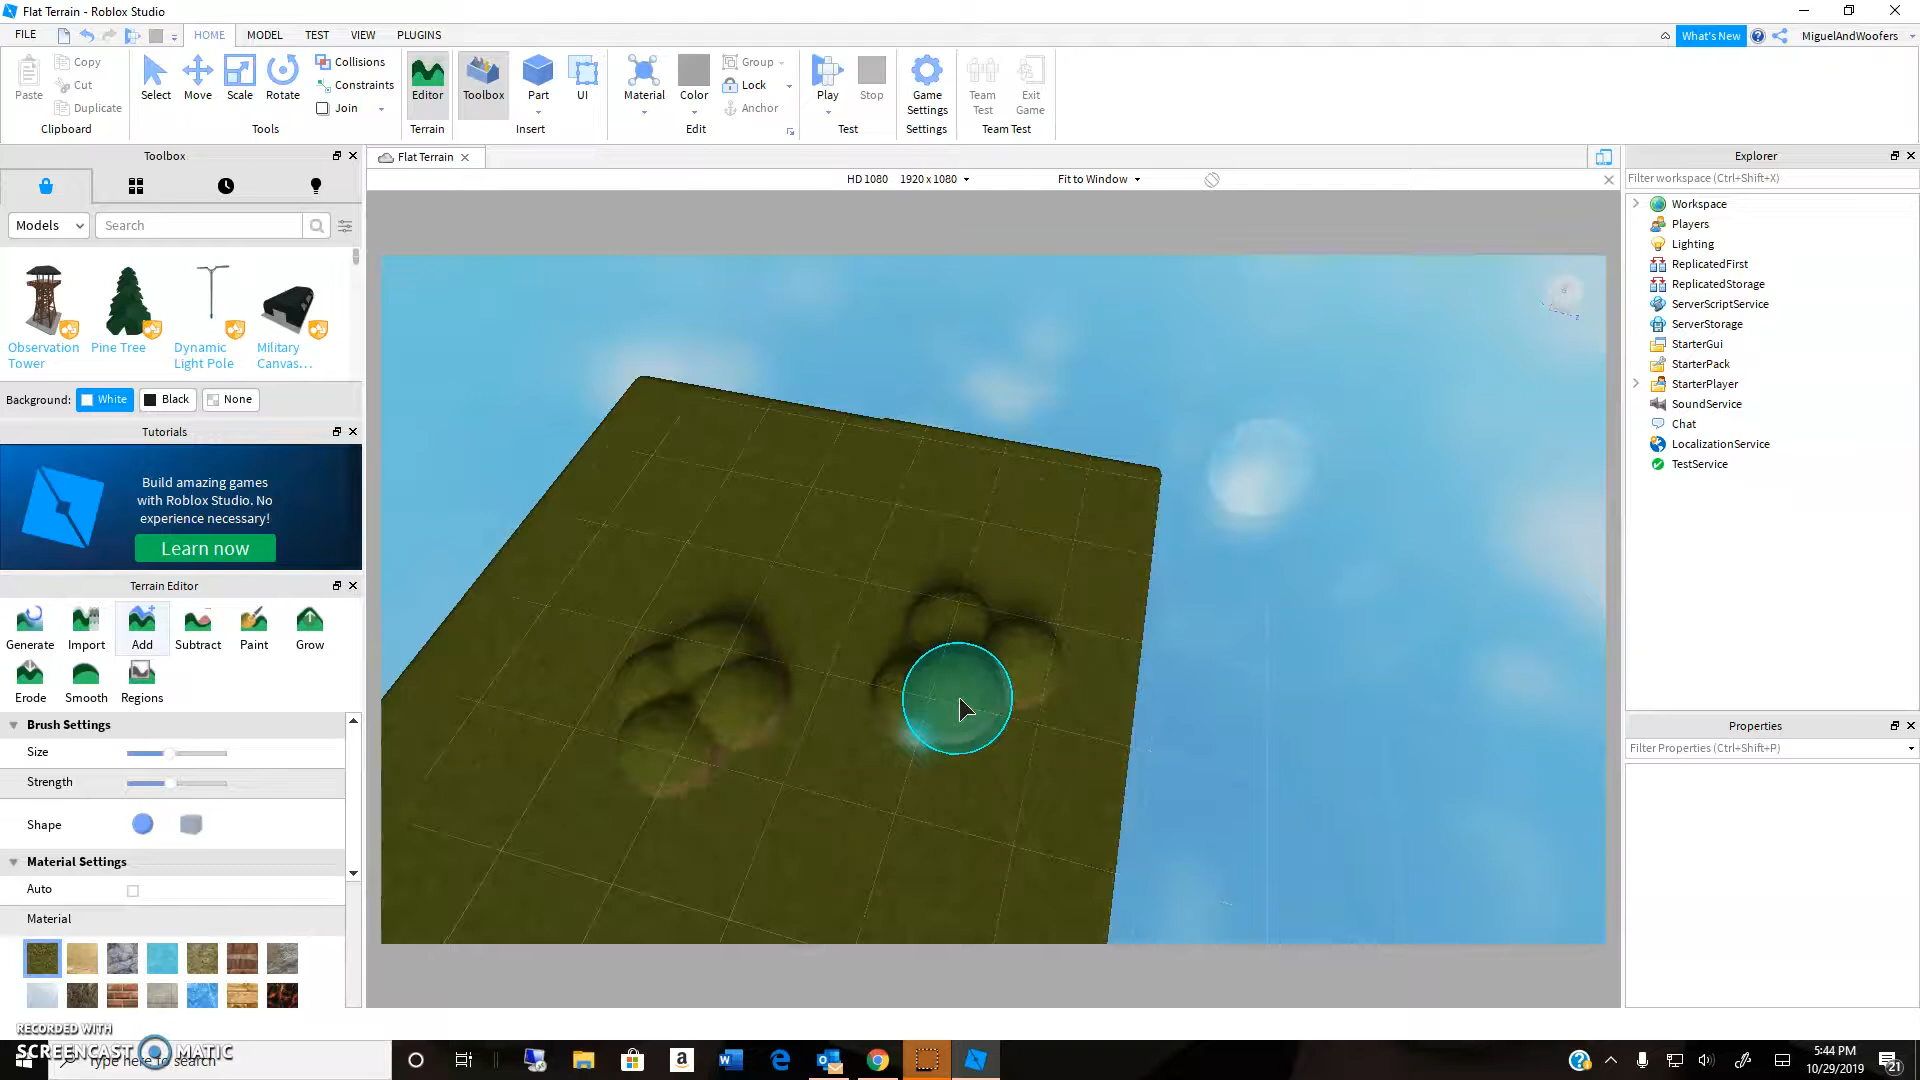 Flat Terrain - Roblox Studio
FILE HOME MODEL TEST VIEW PLUGINS What's New MiguelAndWoofers
Paste Copy Cut Duplicate
Select Move Scale Rotate Collisions Constraints Join
Editor Toolbox Part UI
Material Color Group Lock Anchor
Play Stop Game Settings Team Test Exit Game
Clipboard Tools Terrain Insert Edit Test Settings Team Test
Toolbox
Models Search
Observation Tower
Pine Tree
Dynamic Light Pole
Military Canvas...
Background: White Black None
Tutorials
Build amazing games
with Roblox Studio. No
experience necessary!
Learn now
Terrain Editor
Generate Import Add Subtract Paint Grow
Erode Smooth Regions
Brush Settings
Size
Strength
Shape
Material Settings
Auto
Material
Flat Terrain
HD 1080 1920 x 1080 Fit to Window
Explorer
Filter workspace (Ctrl+Shift+X)
Workspace
Players
Lighting
ReplicatedFirst
ReplicatedStorage
ServerScriptService
ServerStorage
StarterGui
StarterPack
StarterPlayer
SoundService
Chat
LocalizationService
TestService
Properties
Filter Properties (Ctrl+Shift+P)
RECORDED WITH
SCREENCAST MATIC
Type here to search
5:44 PM
10/29/2019
21